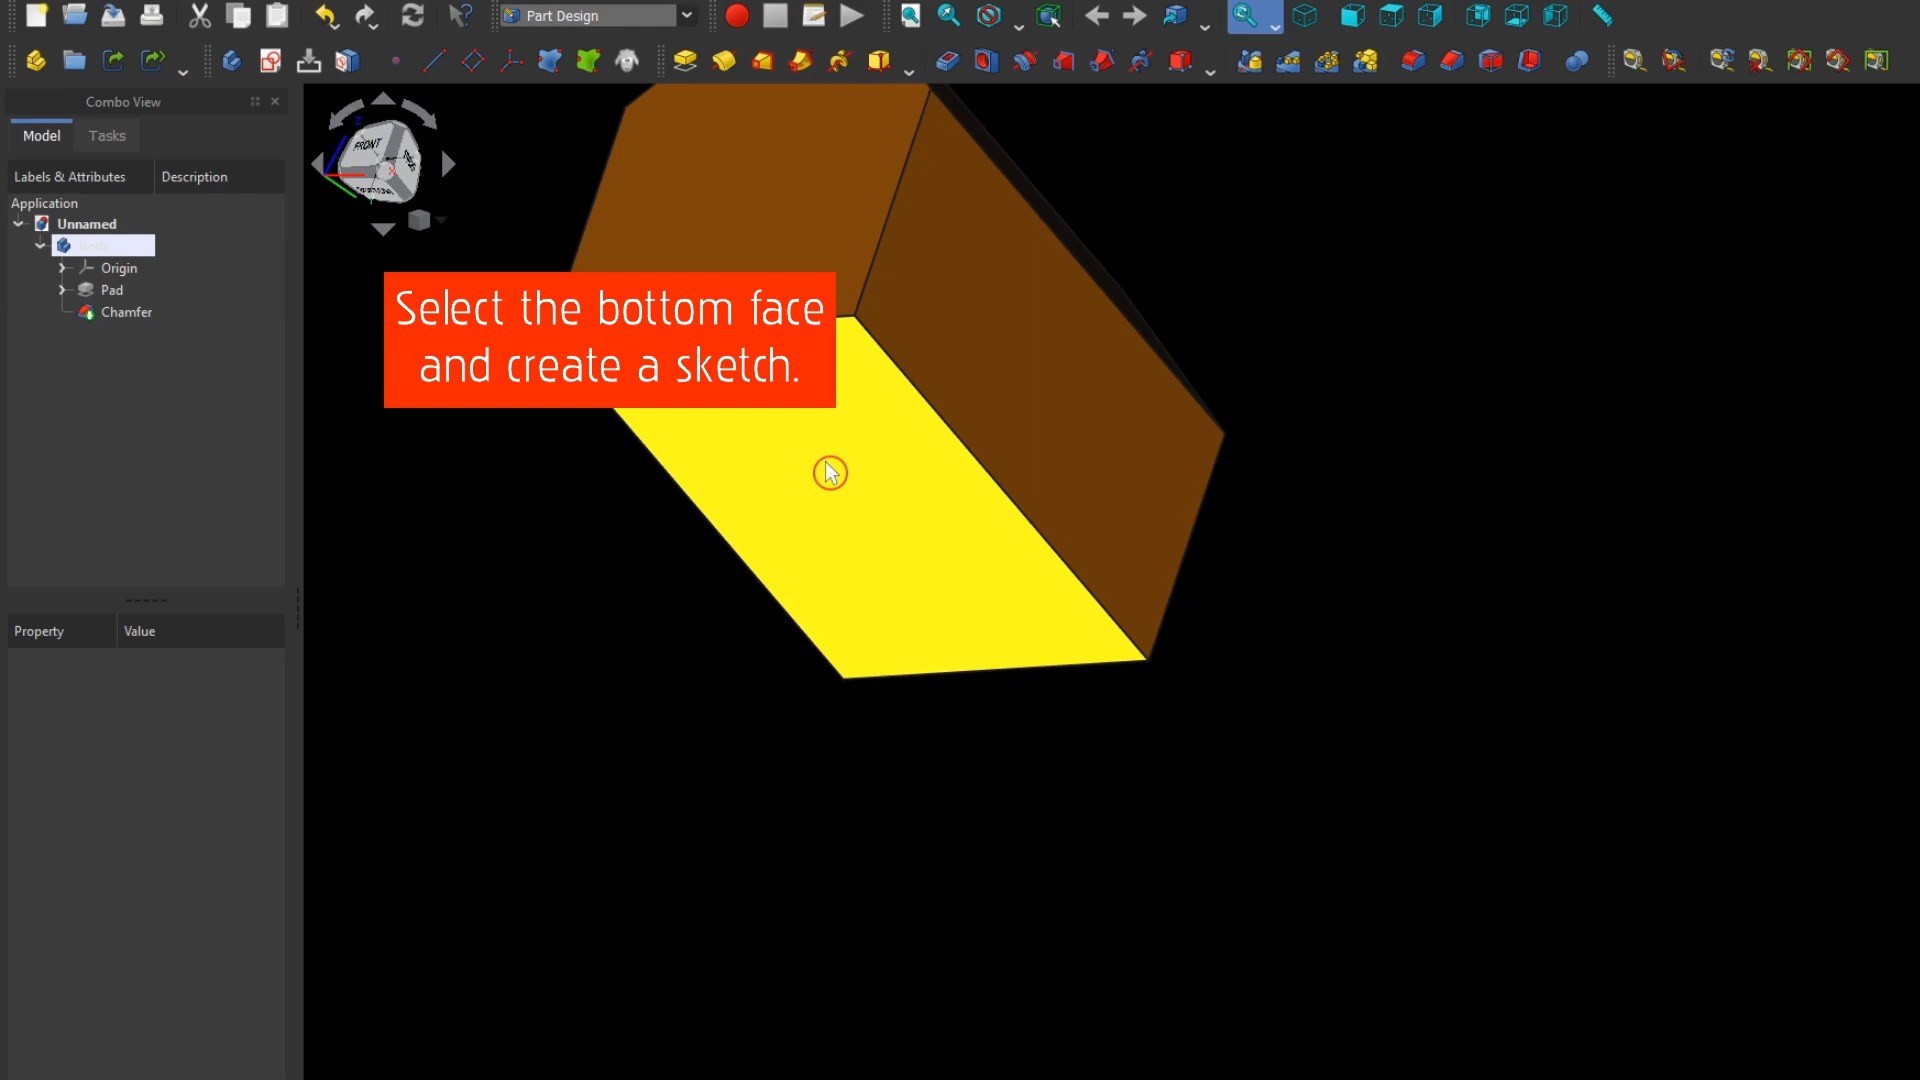 Part Design
Combo View
Model
Tasks
Labels & Attributes
Description
Application
Unnamed
Body
Origin
Pad
Chamfer
Property
Value
Z
FRONT
Select the bottom face
and create a sketch.